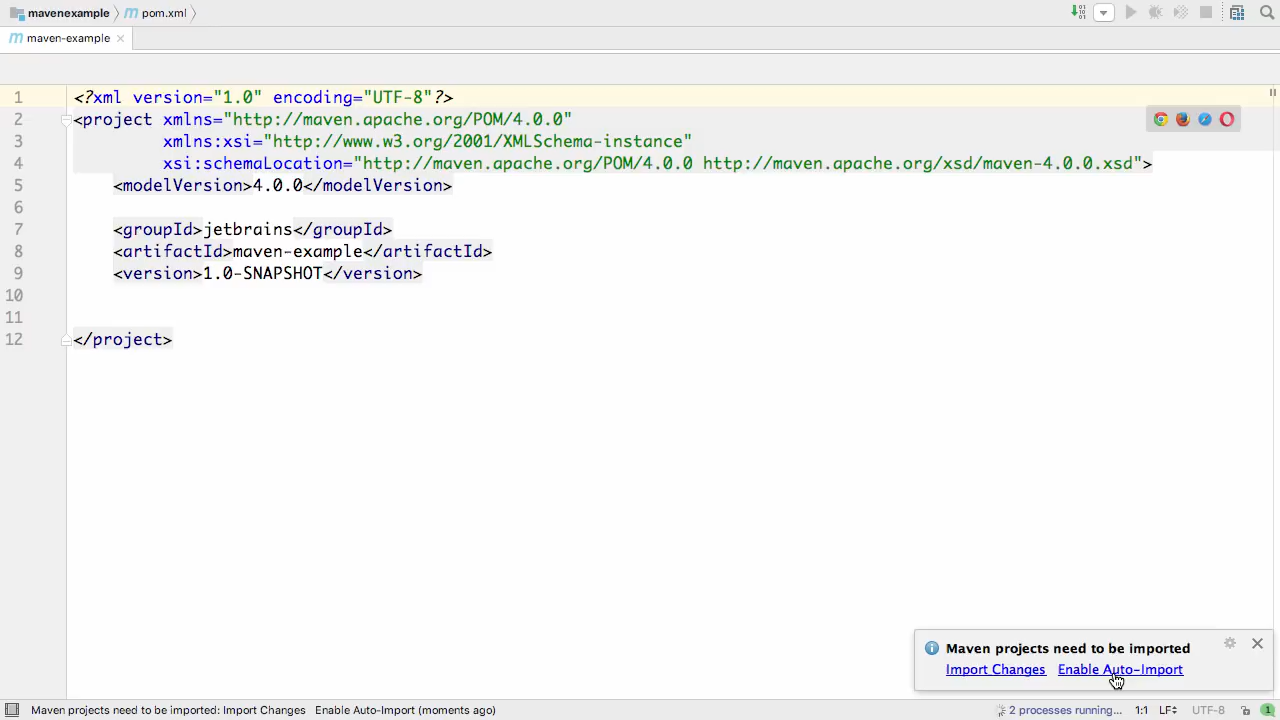 mavenexample pom.xml
maven-example
1 <?xml version="1.0" encoding="UTF-8"?>
2 <project xmlns="http://maven.apache.org/POM/4.0.0"
3 xmlns:xsi="http://www.w3.org/2001/XMLSchema-instance"
4 xsi:schemaLocation="http://maven.apache.org/POM/4.0.0 http://maven.apache.org/xsd/maven-4.0.0.xsd">
5 <modelVersion>4.0.0</modelVersion>
6
7 <groupId>jetbrains</groupId>
8 <artifactId>maven-example</artifactId>
9 <version>1.0-SNAPSHOT</version>
10
11
12 </project>
Maven projects need to be imported
Import Changes Enable Auto-Import
Maven projects need to be imported: Import Changes Enable Auto-Import (moments ago) 2 processes running... 1:1 LF UTF-8 1